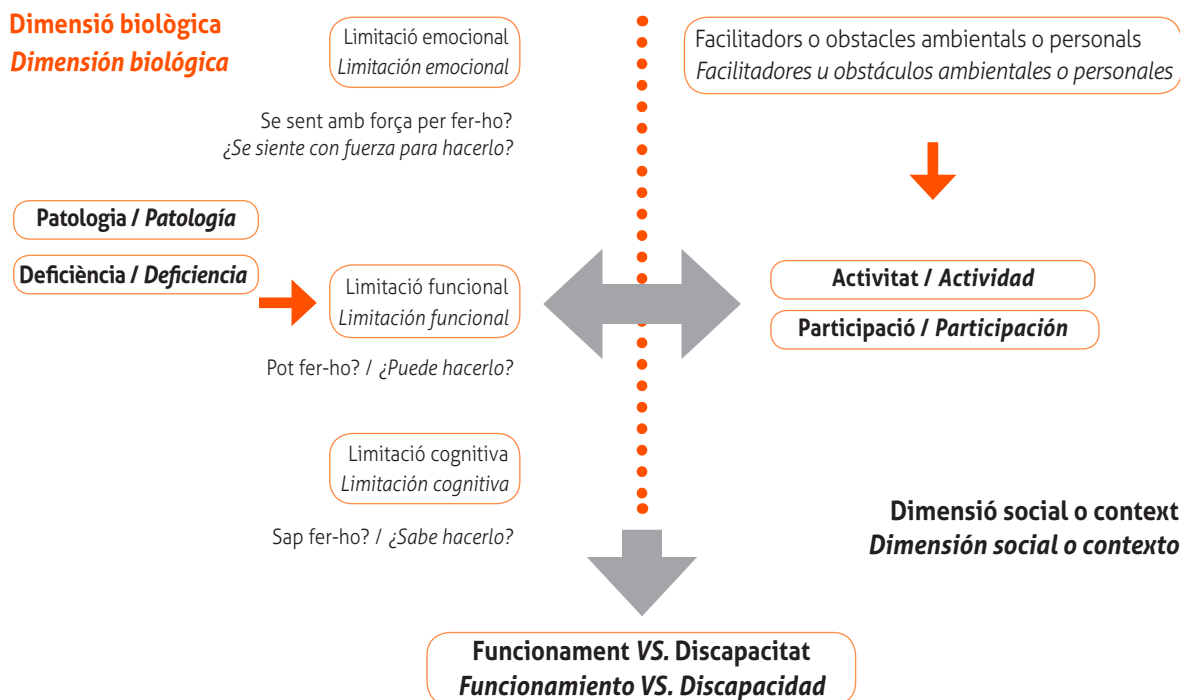 Dimensió biològica
Dimensión biológica
Limitació emocional
Limitación emocional
Se sent amb força per fer-ho?
¿Se siente con fuerza para hacerlo?
Patologia / Patología
Deficiència / Deficiencia
Limitació funcional
Limitación funcional
Pot fer-ho? / ¿Puede hacerlo?
Limitació cognitiva
Limitación cognitiva
Sap fer-ho? / ¿Sabe hacerlo?
Facilitadors o obstacles ambientals o personals
Facilitadores u obstáculos ambientales o personales
Activitat / Actividad
Participació / Participación
Dimensió social o context
Dimensión social o contexto
Funcionament VS. Discapacitat
Funcionamiento VS. Discapacidad